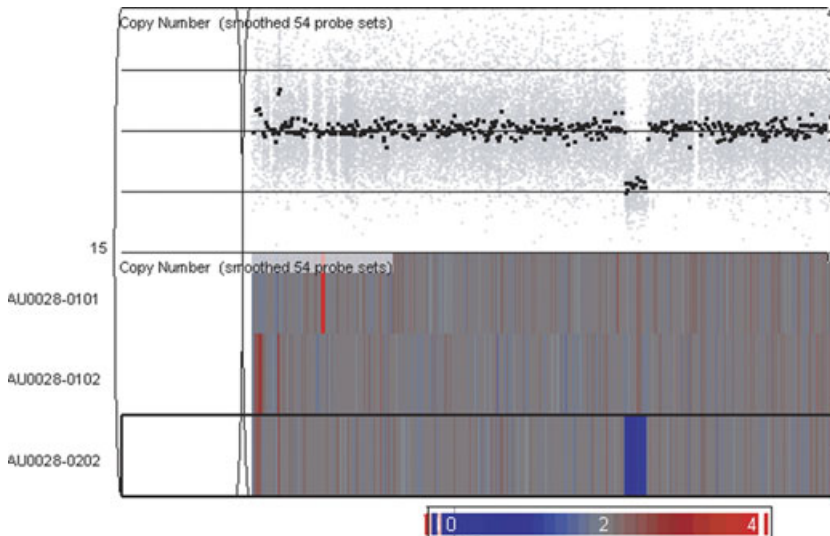 Copy Number (smoothed 54 probe sets)
15
Copy Number (smoothed 54 probe sets)
AU0028-0101
AU0028-0102
AU0028-0202
0 2 4